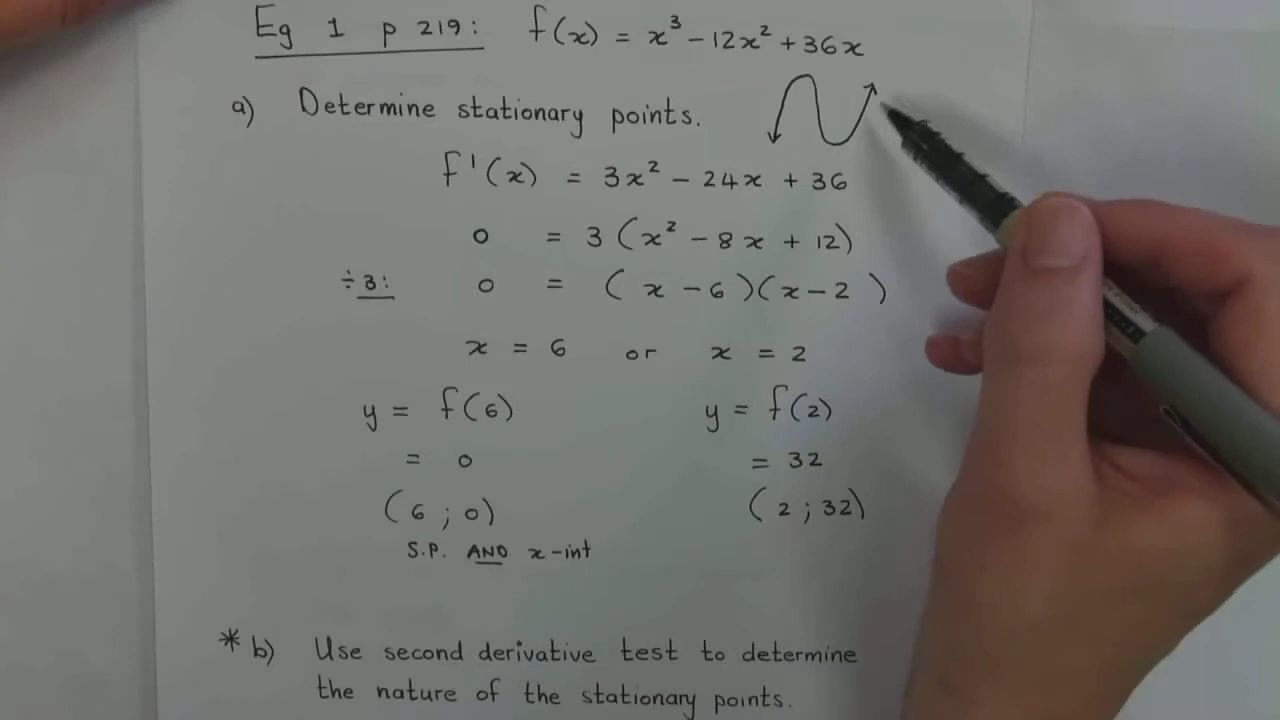 Eg 1 p 219: f(x) = x³ - 12x² + 36x
a) Determine stationary points.
f'(x) = 3x² - 24x + 36
0 = 3(x² - 8x + 12)
÷3: 0 = (x - 6)(x - 2)
x = 6 or x = 2
y = f(6) y = f(2)
= 0 = 32
(6 ; 0) (2 ; 32)
S.P. AND x-int
* b) Use second derivative test to determine
the nature of the stationary points.